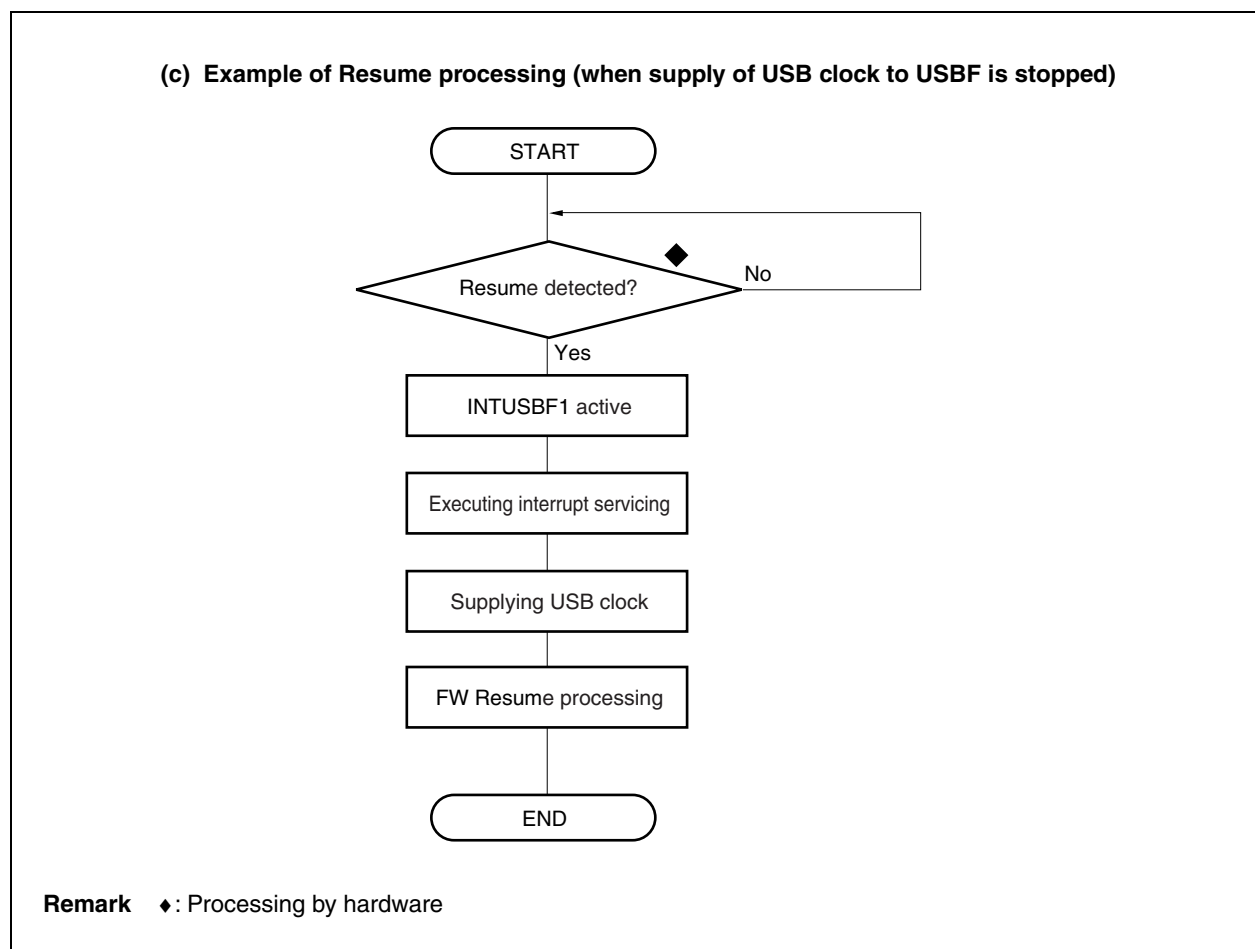 (c) Example of Resume processing (when supply of USB clock to USBF is stopped)
START
Resume detected?
No
Yes
INTUSBF1 active
Executing interrupt servicing
Supplying USB clock
FW Resume processing
END
Remark ♦: Processing by hardware